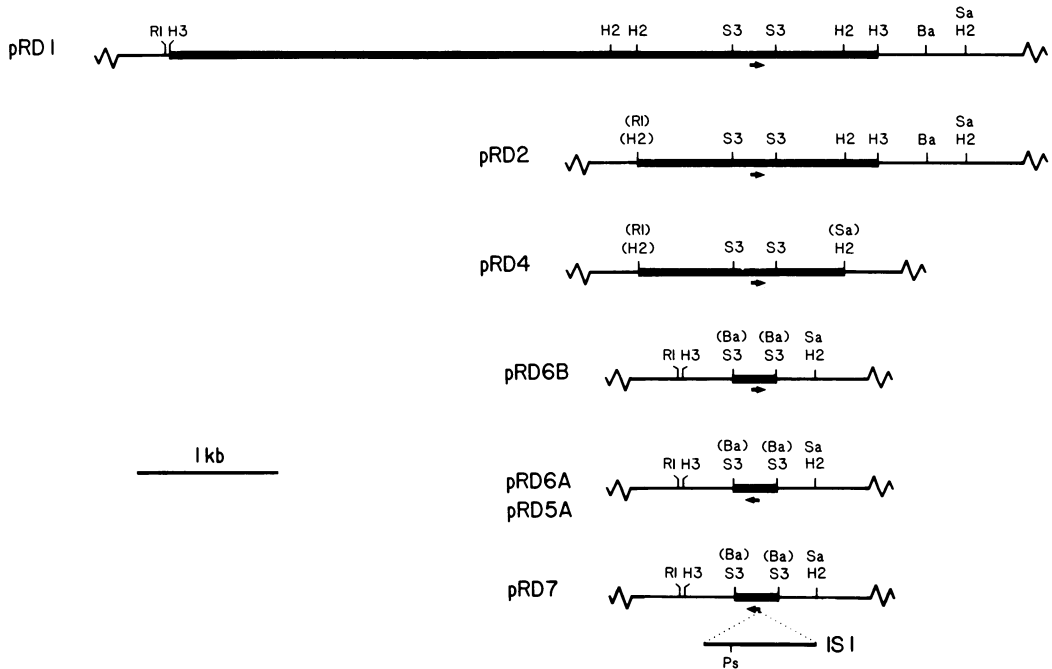 Sa
RI H3 H2 H2 S3 S3 H2 H3 Ba H2
pRD1
(RI) Sa
(H2) S3 S3 H2 H3 Ba H2
pRD2
(RI) (Sa)
(H2) S3 S3 H2
pRD4
(Ba) (Ba) Sa
RI H3 S3 S3 H2
pRD6B
1 kb
(Ba) (Ba) Sa
RI H3 S3 S3 H2
pRD6A
pRD5A
(Ba) (Ba) Sa
RI H3 S3 S3 H2
pRD7
IS1
Ps